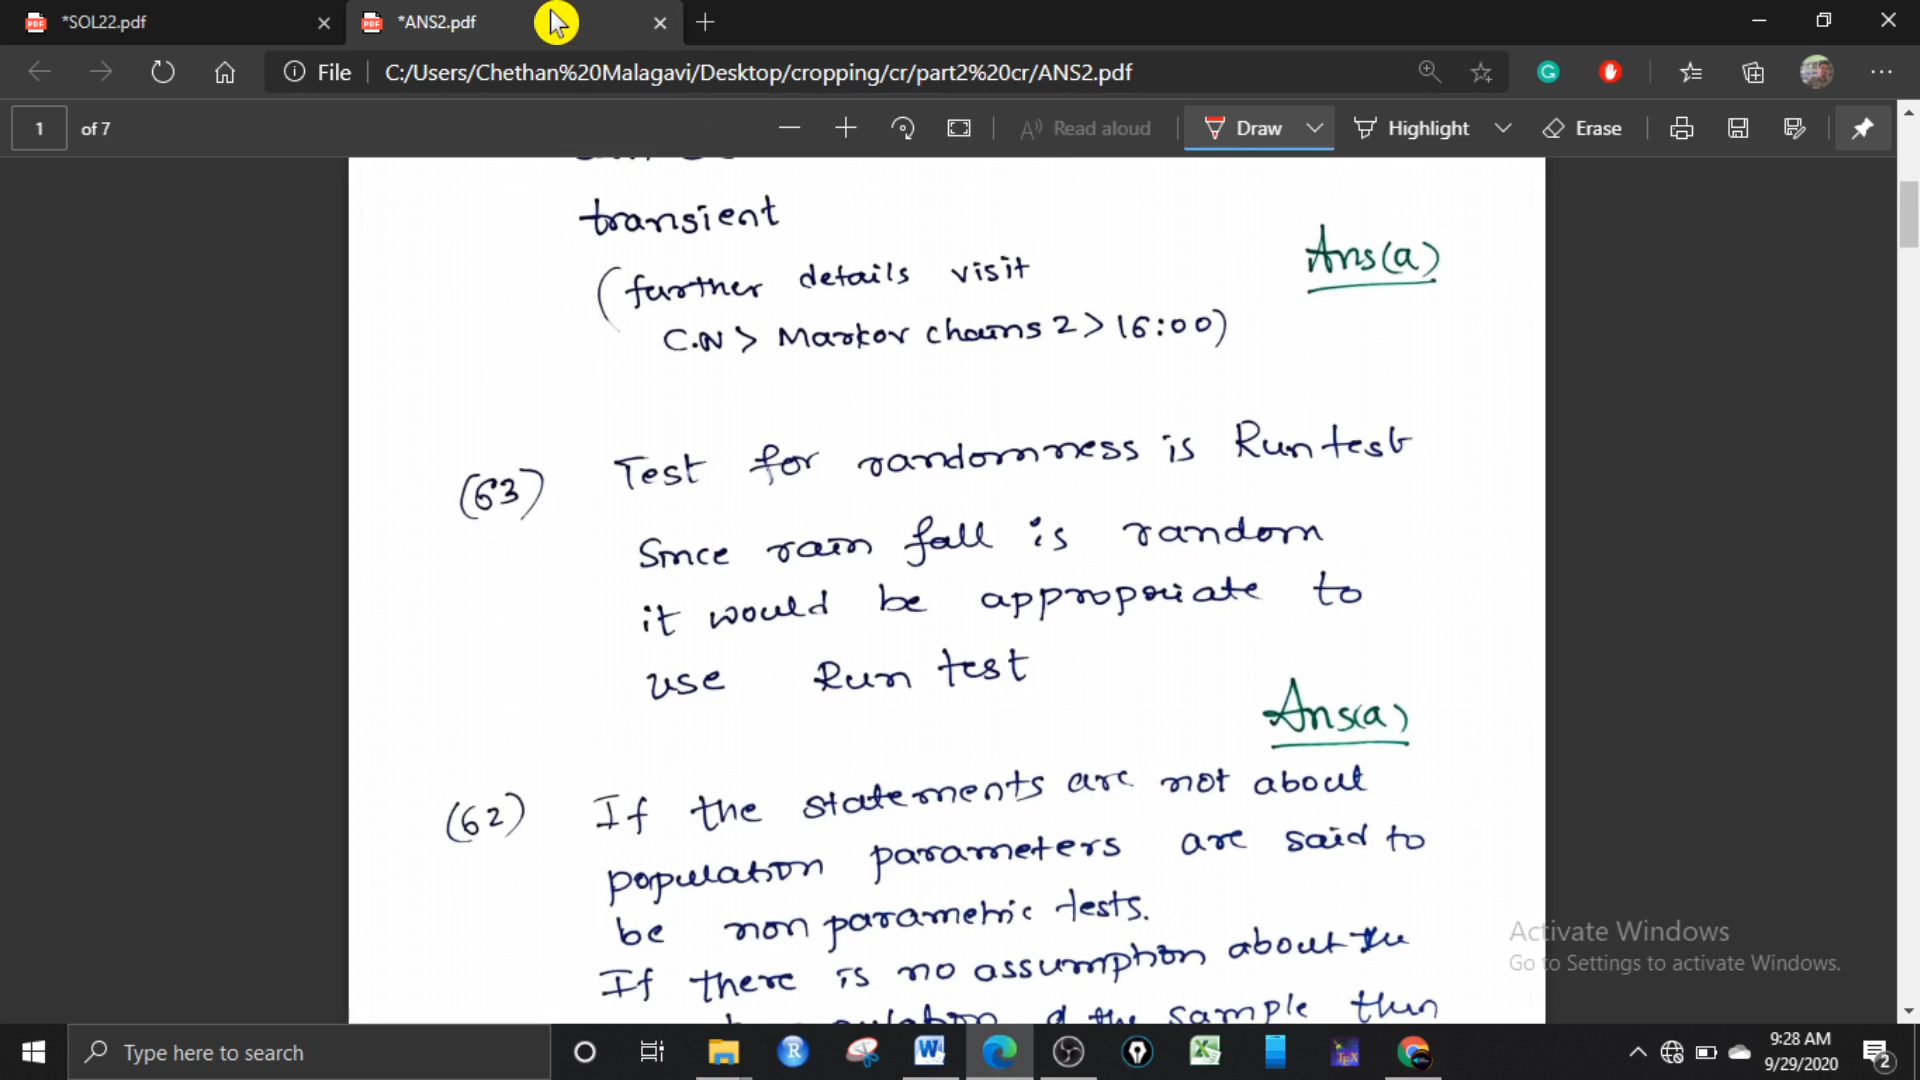 *SOL22.pdf
*ANS2.pdf
File
C:/Users/Chethan%20Malagavi/Desktop/cropping/cr/part2%20cr/ANS2.pdf
1 of 7
Read aloud
Draw
Highlight
Erase
transient
(further details visit
C.N > Markov chains 2 > 16:00)
Ans(a)
(63) Test for randomness is Run test
Since rain fall is random
it would be appropriate to
use Run test
Ans(a)
(62) If the statements are not about
population parameters are said to
be non parametric tests.
If there is no assumption about the
sample then
Activate Windows
Go to Settings to activate Windows.
Type here to search
9:28 AM
9/29/2020
2